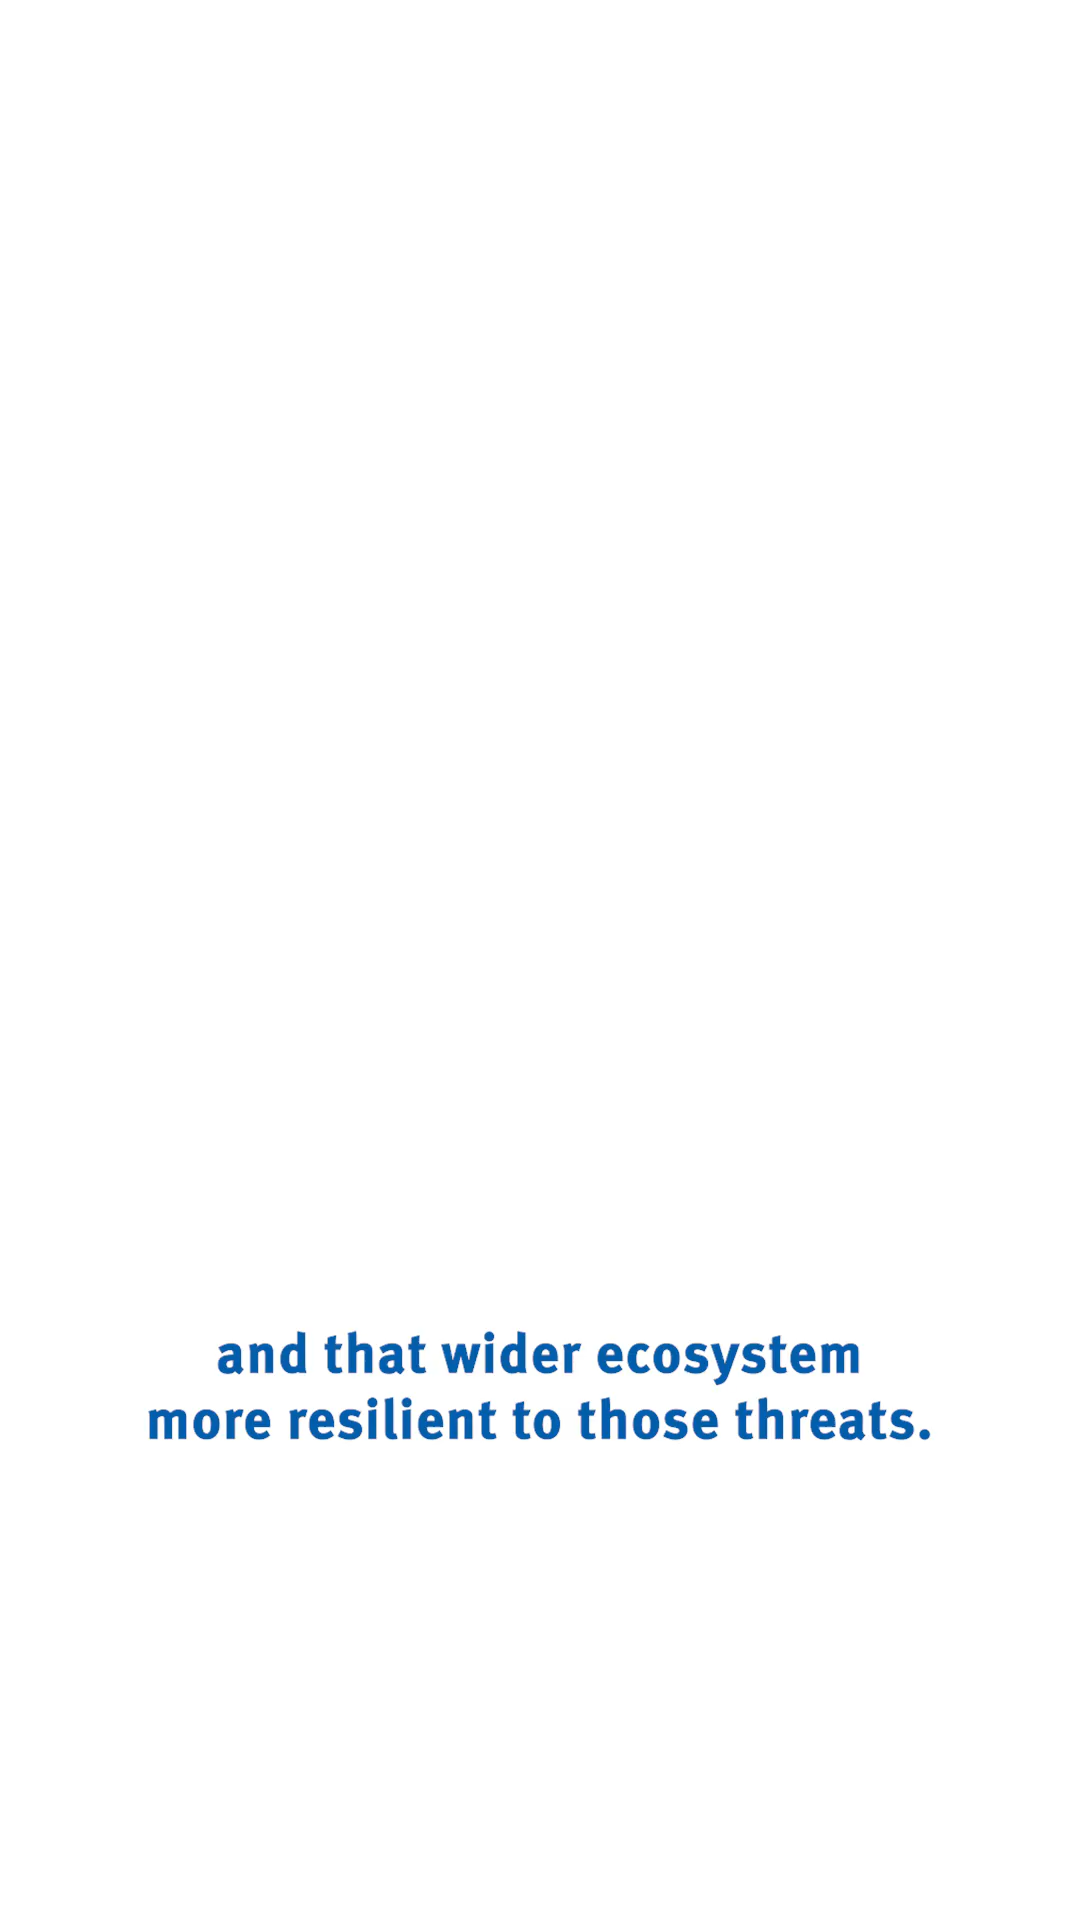 and that wider ecosystem
more resilient to those threats.